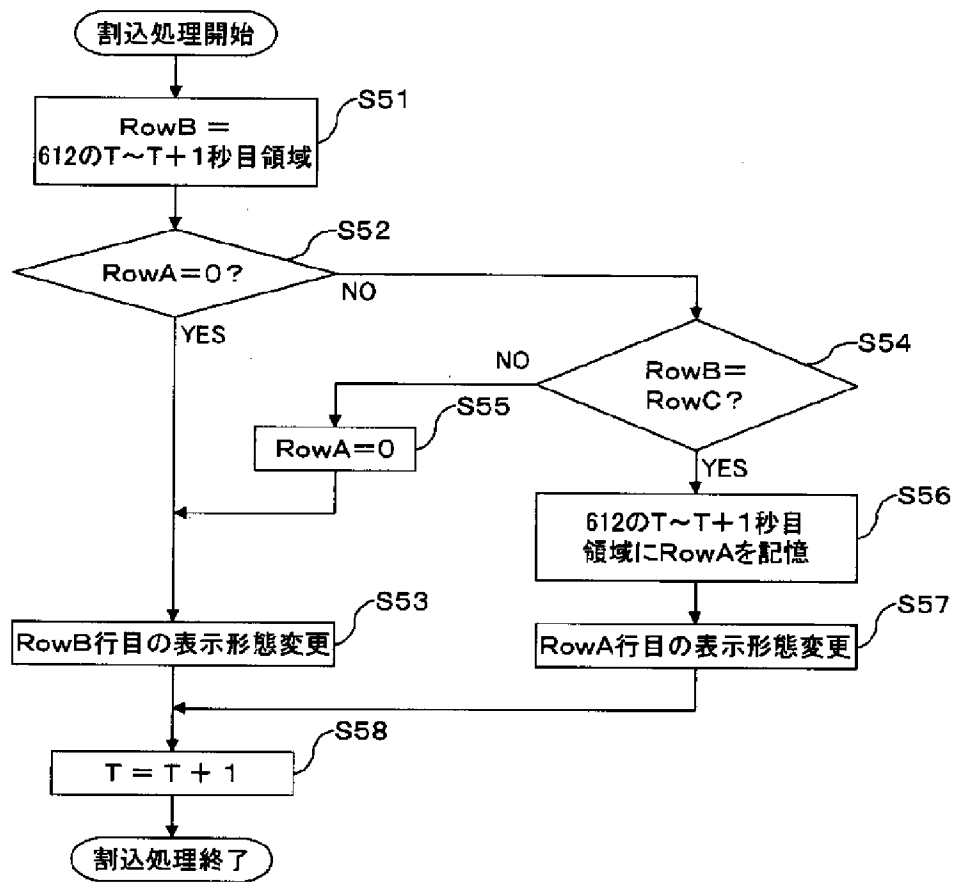 割込処理開始
S51
RowB =
612のT~T+1秒目領域
S52
RowA=0?
NO
YES
S54
RowB=
RowC?
NO
S55
RowA=0
YES
S56
612のT~T+1秒目
領域にRowAを記憶
S53
RowB行目の表示形態変更
S57
RowA行目の表示形態変更
S58
T = T + 1
割込処理終了